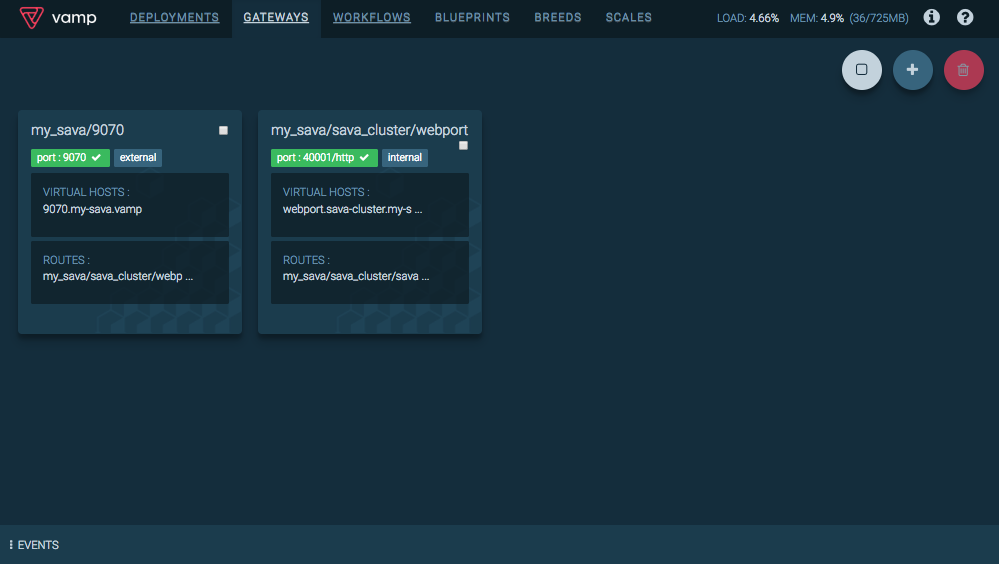 vamp DEPLOYMENTS GATEWAYS WORKFLOWS BLUEPRINTS BREEDS SCALES LOAD: 4.66% MEM: 4.9% (36/725MB)
my_sava/9070
port : 9070 external
VIRTUAL HOSTS :
9070.my-sava.vamp
ROUTES :
my_sava/sava_cluster/webp ...
my_sava/sava_cluster/webport
port : 40001/http internal
VIRTUAL HOSTS :
webport.sava-cluster.my-s ...
ROUTES :
my_sava/sava_cluster/sava ...
EVENTS